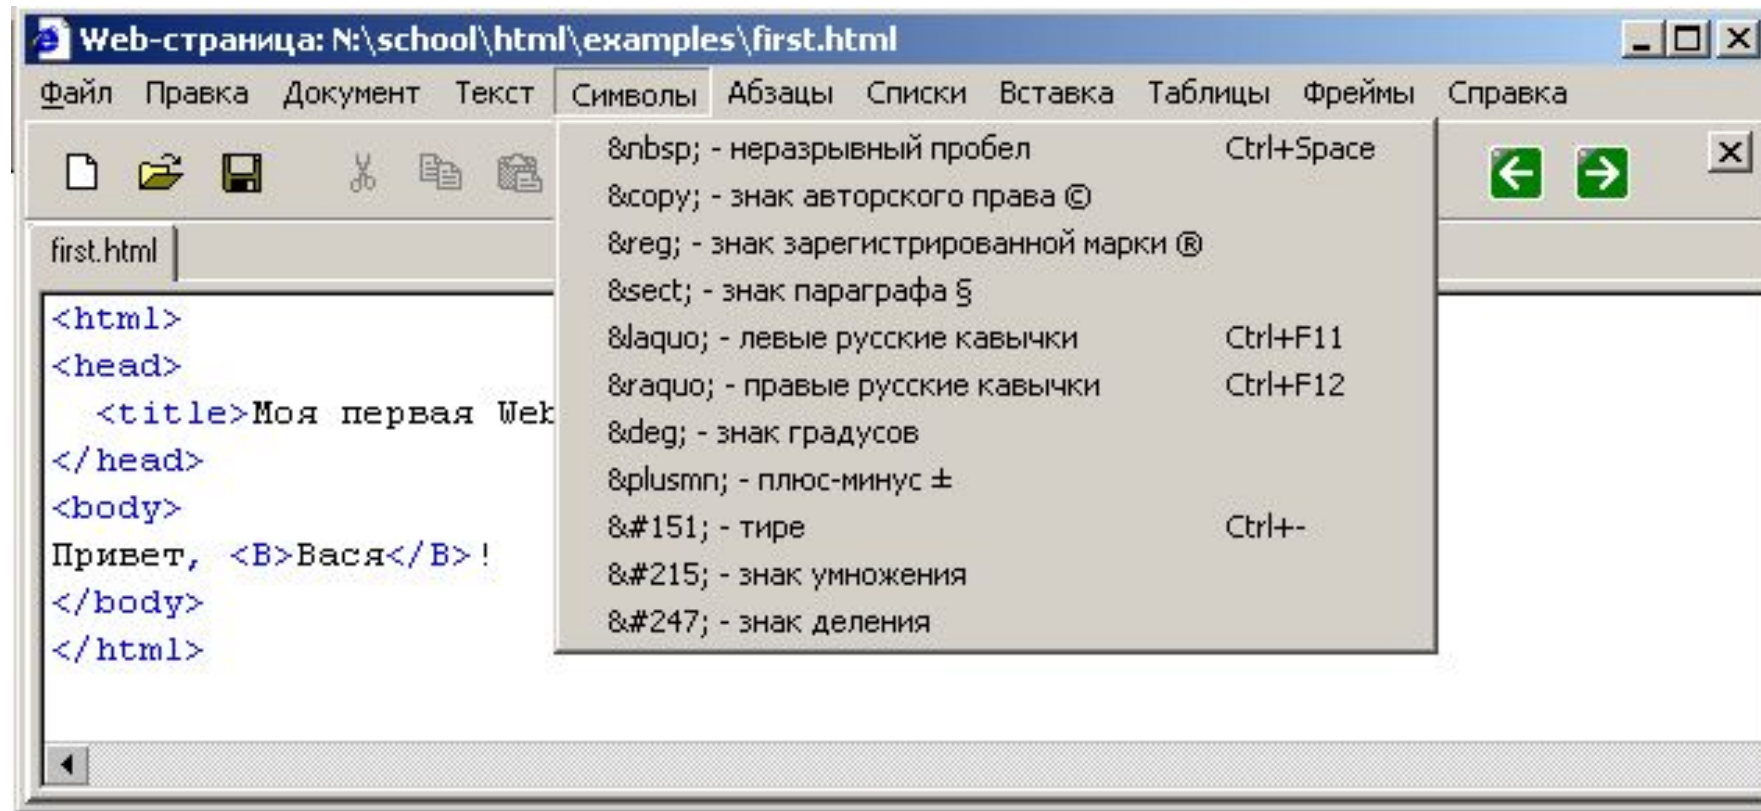 Web-страница: N:\school\html\examples\first.html
Файл Правка Документ Текст Символы Абзацы Списки Вставка Таблицы Фреймы Справка
&nbsp; - неразрывный пробел Ctrl+Space
&copy; - знак авторского права ©
&reg; - знак зарегистрированной марки ®
&sect; - знак параграфа §
&laquo; - левые русские кавычки Ctrl+F11
&raquo; - правые русские кавычки Ctrl+F12
&deg; - знак градусов
&plusmn; - плюс-минус ±
&#151; - тире Ctrl+-
&#215; - знак умножения
&#247; - знак деления
first.html
<html>
<head>
<title>Моя первая Web
</head>
<body>
Привет, <B>Вася</B>!
</body>
</html>